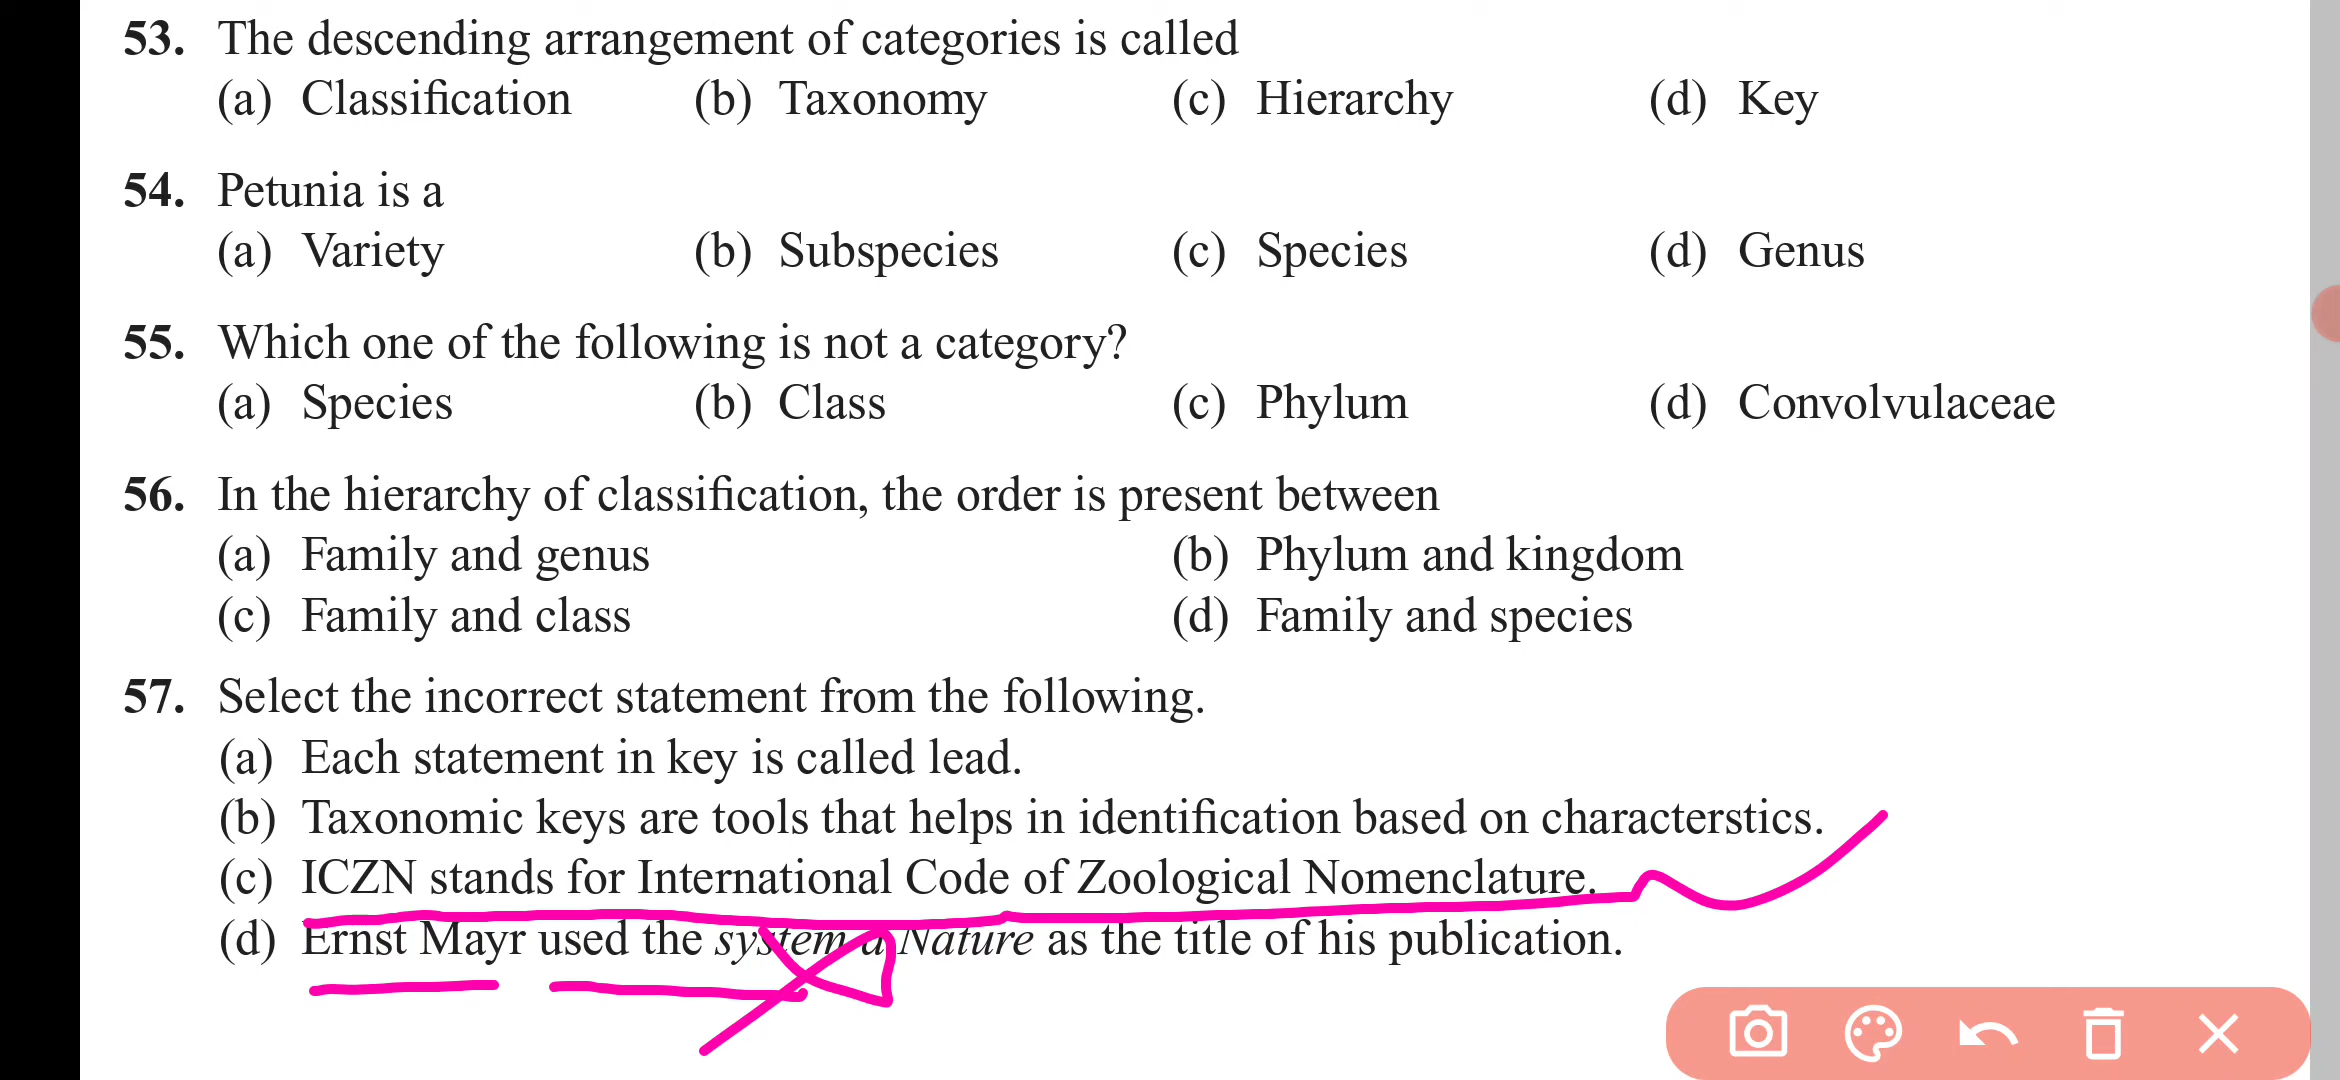 53. The descending arrangement of categories is called
(a) Classification (b) Taxonomy (c) Hierarchy (d) Key
54. Petunia is a
(a) Variety (b) Subspecies (c) Species (d) Genus
55. Which one of the following is not a category?
(a) Species (b) Class (c) Phylum (d) Convolvulaceae
56. In the hierarchy of classification, the order is present between
(a) Family and genus (b) Phylum and kingdom
(c) Family and class (d) Family and species
57. Select the incorrect statement from the following.
(a) Each statement in key is called lead.
(b) Taxonomic keys are tools that helps in identification based on characterstics.
(c) ICZN stands for International Code of Zoological Nomenclature.
(d) Ernst Mayr used the system a Nature as the title of his publication.